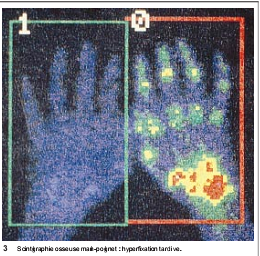 1 0
3 Scintigraphie osseuse main-poignet : hyperfixation tardive.